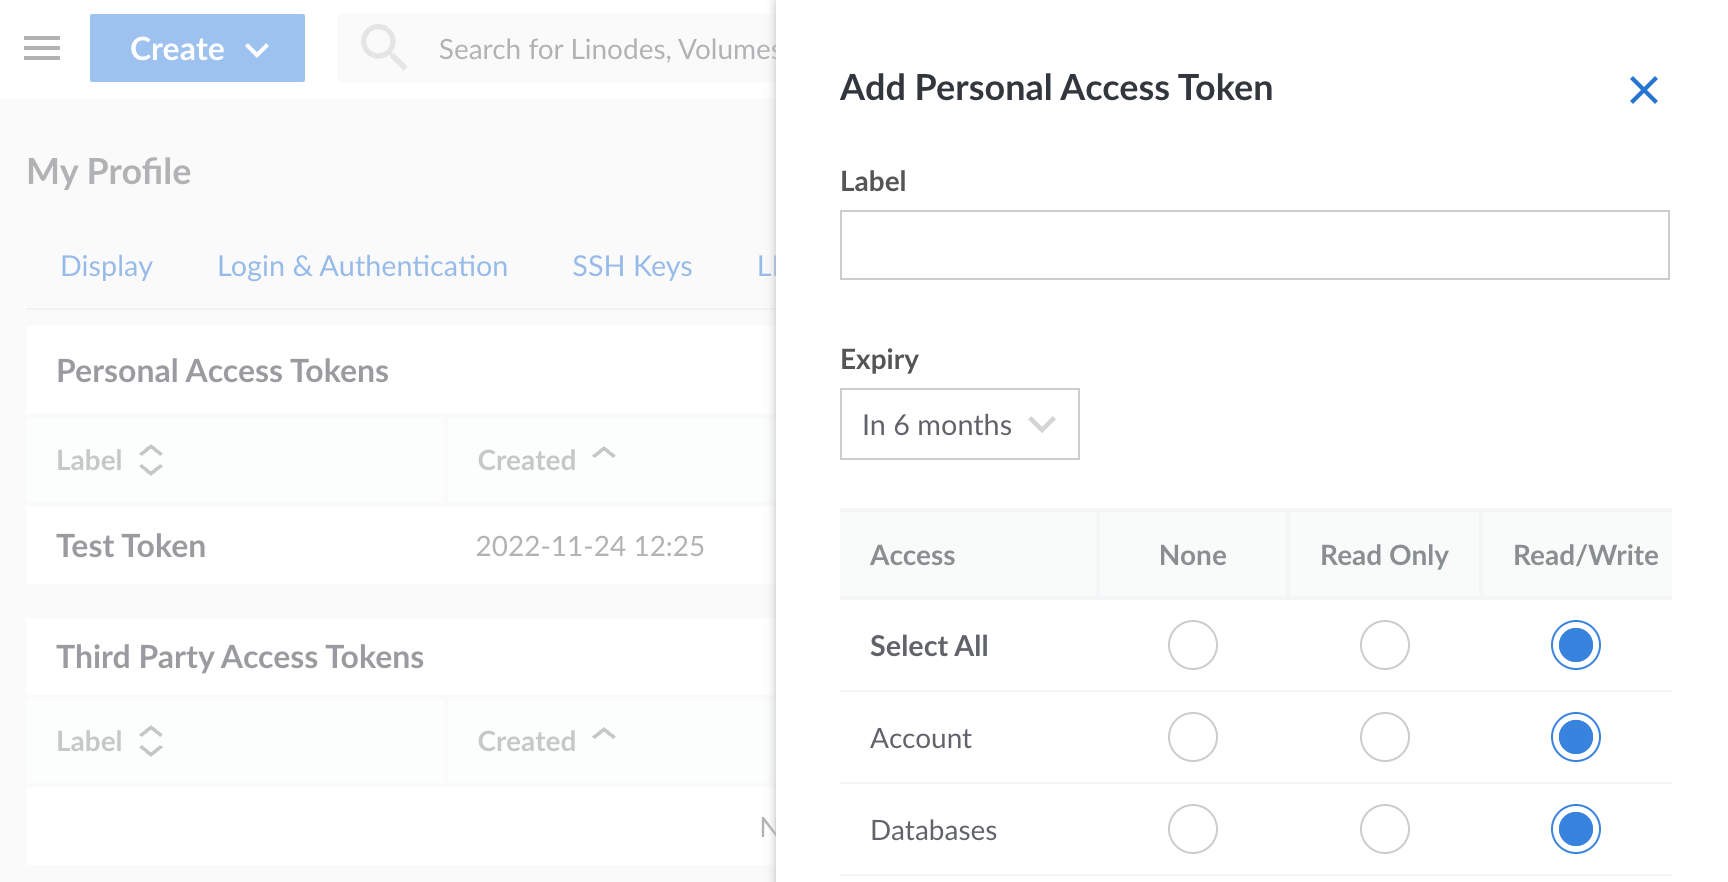 Create
Search for Linodes, Volumes
My Profile
Display Login & Authentication SSH Keys
Personal Access Tokens
Label Created
Test Token 2022-11-24 12:25
Third Party Access Tokens
Label Created
Add Personal Access Token
Label
Expiry
In 6 months
Access None Read Only Read/Write
Select All
Account
Databases